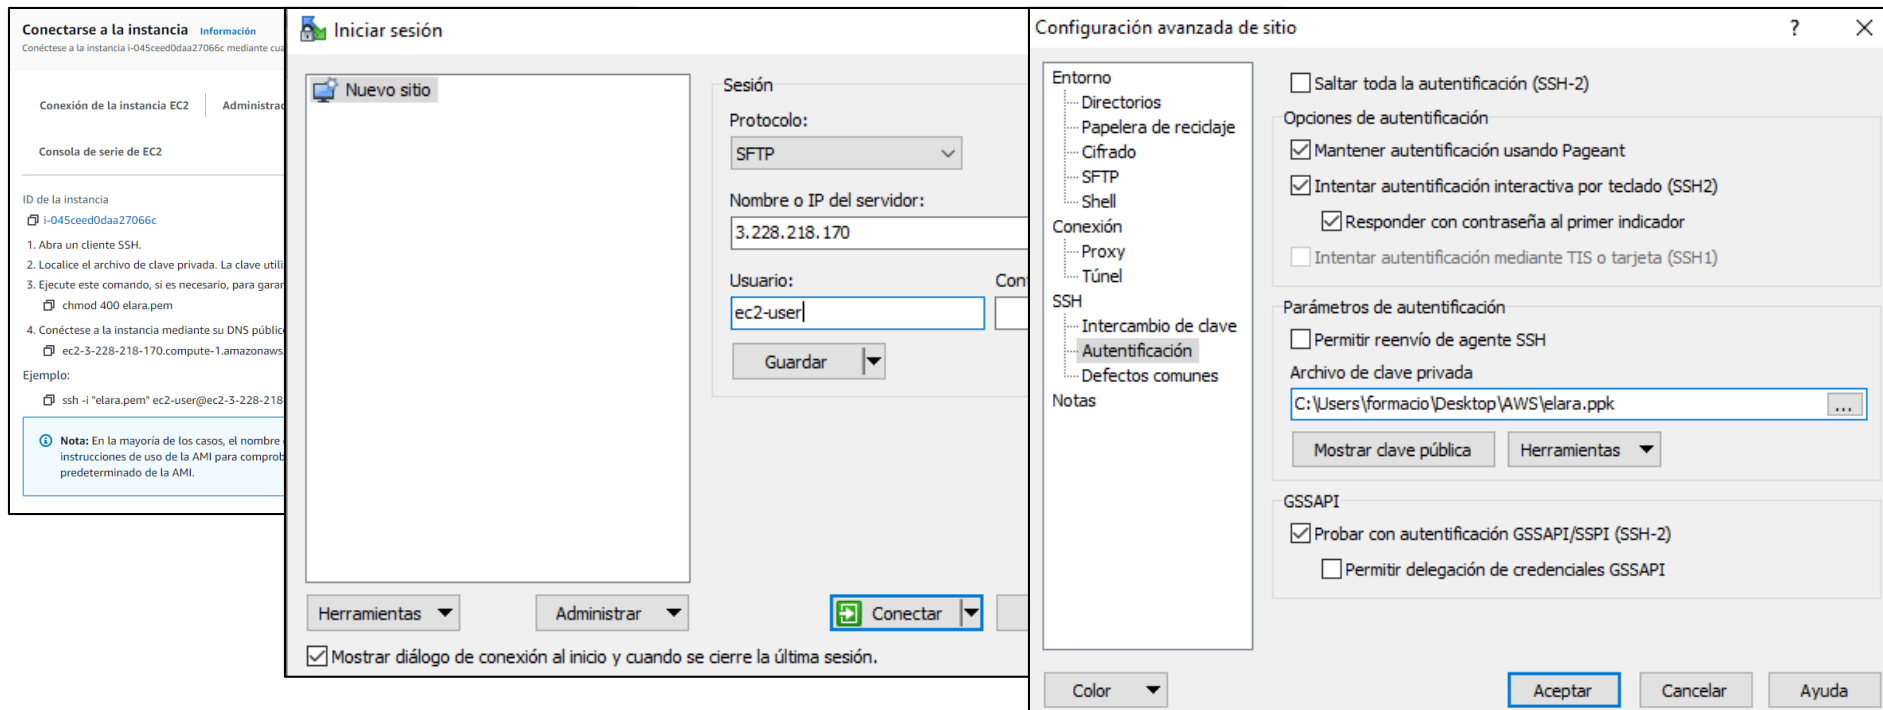 Conectarse a la instancia Información
Conéctese a la instancia i-045ceed0daa27066c mediante
Conexión de la instancia EC2
Consola de serie de EC2
ID de la instancia
i-045ceed0daa27066c
1. Abra un cliente SSH.
2. Localice el archivo de clave privada. La clave
3. Ejecute este comando, si es necesario, para
chmod 400 elara.pem
4. Conéctese a la instancia mediante su DNS público
ec2-3-228-218-170.compute-1.amazonaws.
Ejemplo:
ssh -i "elara.pem" ec2-user@ec2-3-228-218-
Nota: En la mayoría de los casos, el nombre
instrucciones de uso de la AMI para
predeterminado de la AMI.
Iniciar sesión
Nuevo sitio
Sesión
Protocolo:
SFTP
Nombre o IP del servidor:
3.228.218.170
Usuario:
ec2-user
Guardar
Herramientas
Administrar
Conectar
Mostrar diálogo de conexión al inicio y cuando se cierre la última sesión.
Configuración avanzada de sitio
Entorno
Directorios
Papelera de reciclaje
Cifrado
SFTP
Shell
Conexión
Proxy
Túnel
SSH
Intercambio de clave
Autentificación
Defectos comunes
Notas
Saltar toda la autentificación (SSH-2)
Opciones de autentificación
Mantener autentificación usando Pageant
Intentar autentificación interactiva por teclado (SSH2)
Responder con contraseña al primer indicador
Intentar autentificación mediante TIS o tarjeta (SSH1)
Parámetros de autentificación
Permitir reenvío de agente SSH
Archivo de clave privada
C:\Users\formacio\Desktop\AWS\elara.ppk
...
Mostrar clave pública
Herramientas
GSSAPI
Probar con autentificación GSSAPI/SSPI (SSH-2)
Permitir delegación de credenciales GSSAPI
Color
Aceptar
Cancelar
Ayuda